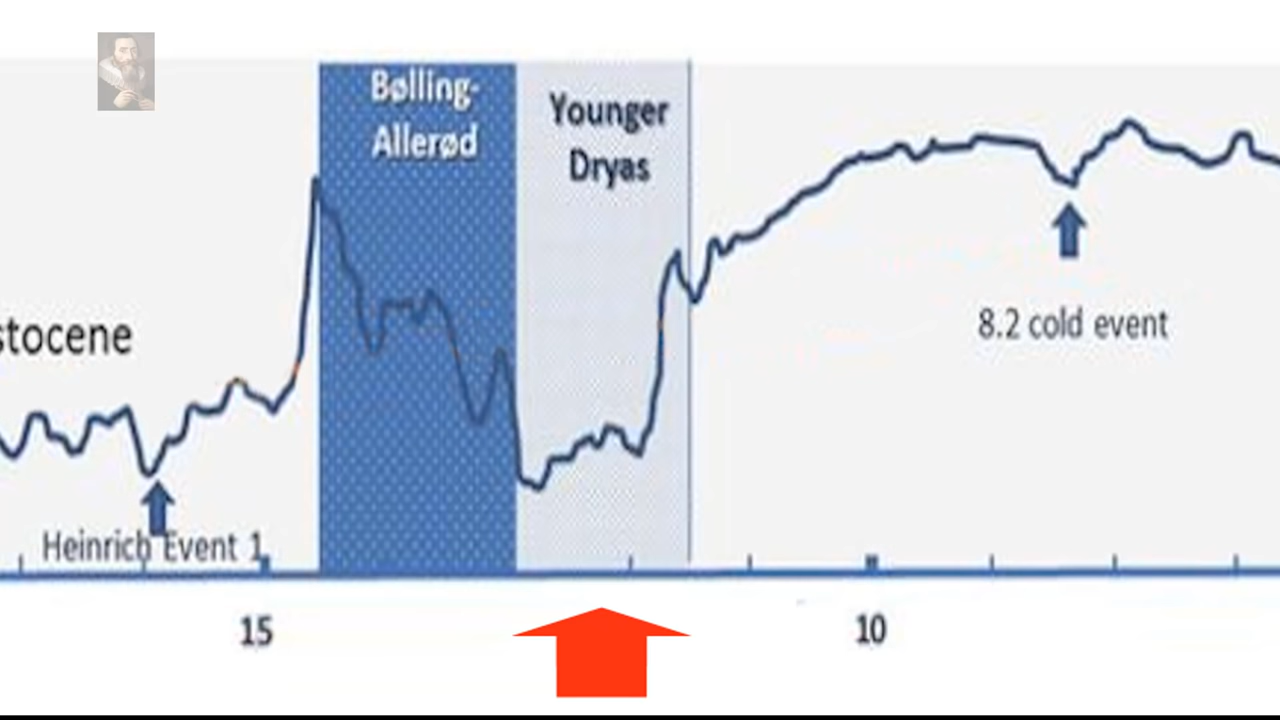 Bølling-
Allerød
Younger
Dryas
stocene
8.2 cold event
Heinrich Event 1
15
10